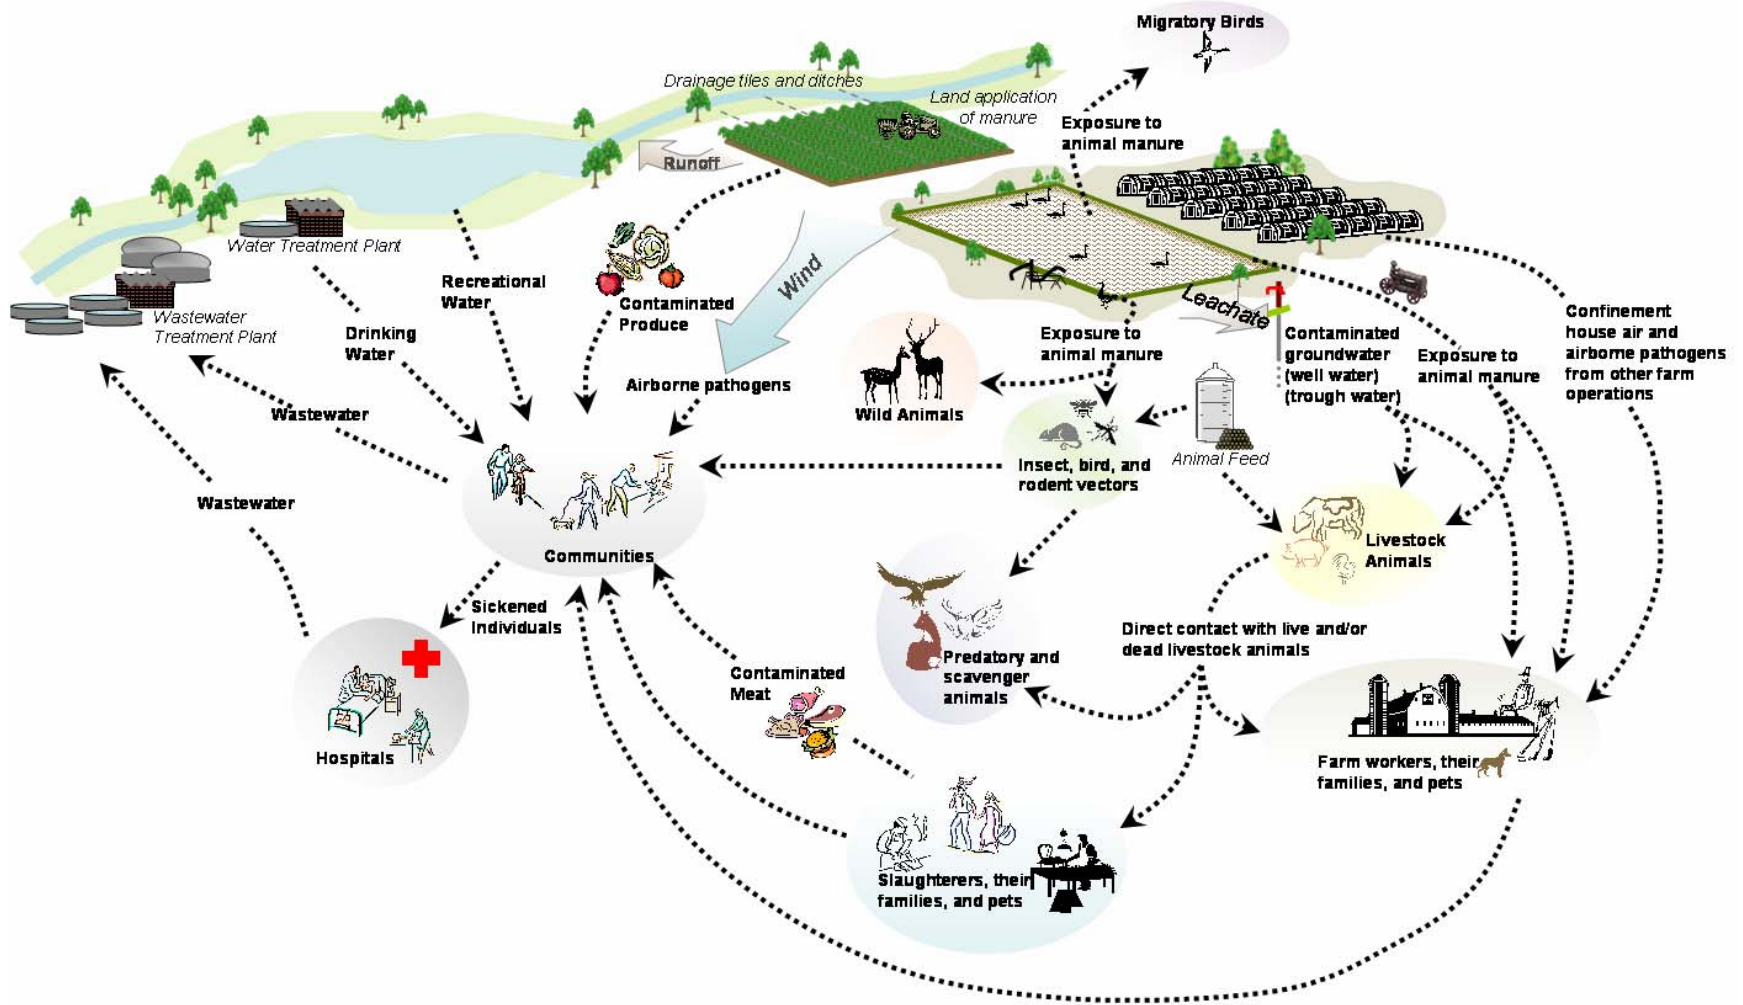 Migratory Birds
Drainage tiles and ditches
Land application
of manure
Exposure to
animal manure
Runoff
Water Treatment Plant
Wastewater
Treatment Plant
Recreational
Water
Drinking
Water
Contaminated
Produce
Wind
Airborne pathogens
Leachate
Exposure to
animal manure
Wild Animals
Contaminated
groundwater
(well water)
(trough water)
Exposure to
animal manure
Confinement
house air and
airborne pathogens
from other farm
operations
Wastewater
Wastewater
Insect, bird, and
rodent vectors
Animal Feed
Communities
Livestock
Animals
Sickened
Individuals
Direct contact with live and/or
dead livestock animals
Predatory and
scavenger
animals
Contaminated
Meat
Hospitals
Farm workers, their
families, and pets
Slaughterers, their
families, and pets